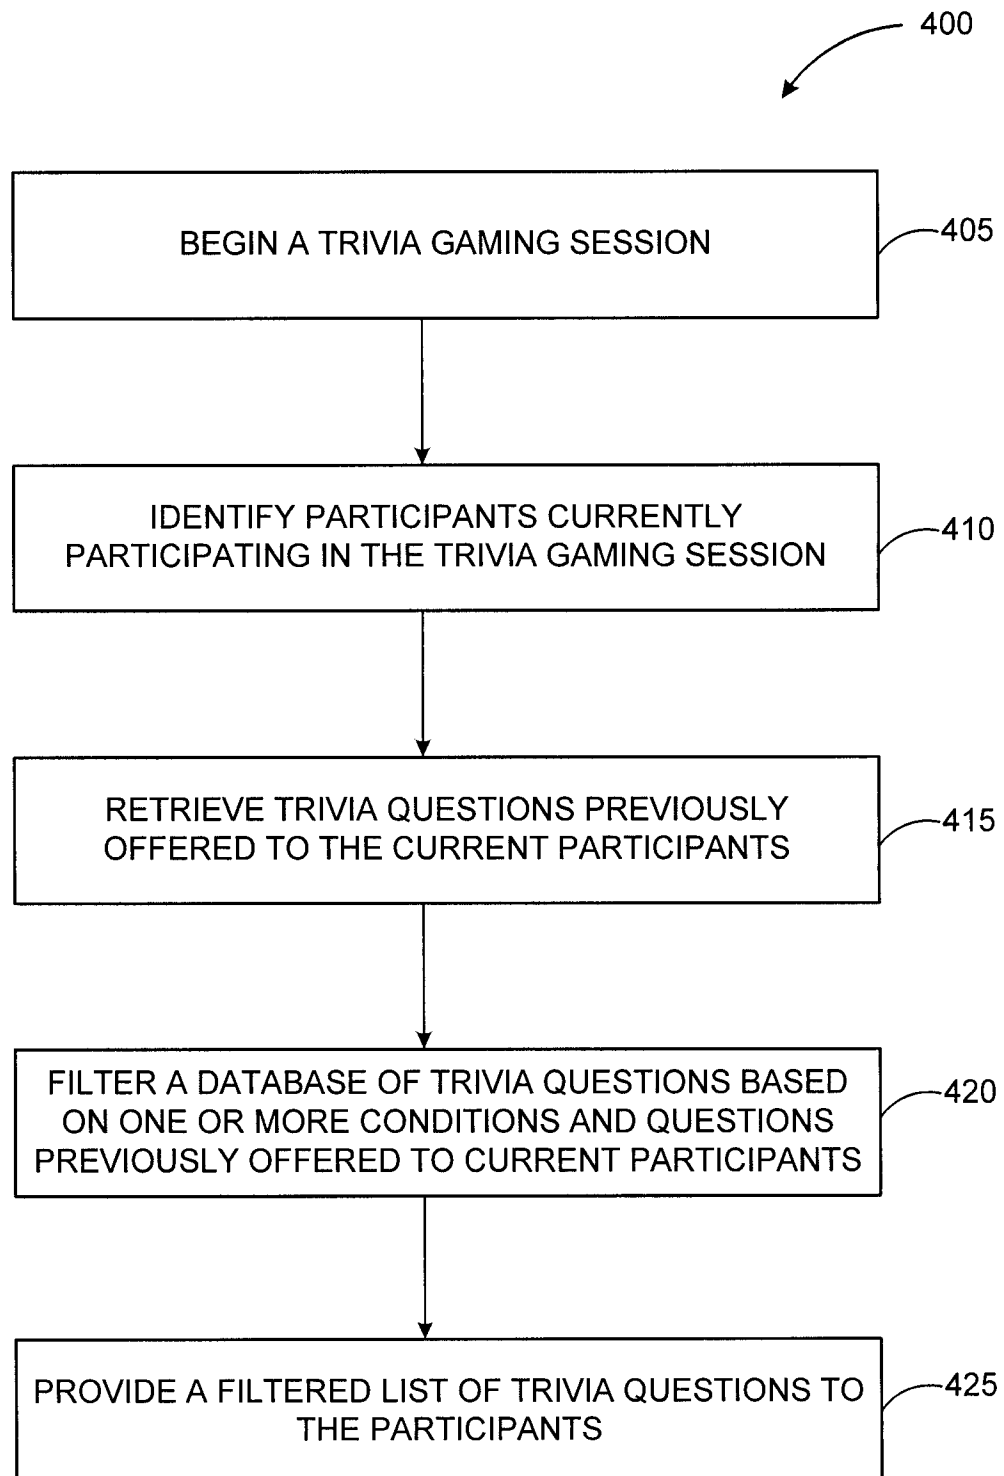 400
BEGIN A TRIVIA GAMING SESSION
405
IDENTIFY PARTICIPANTS CURRENTLY
PARTICIPATING IN THE TRIVIA GAMING SESSION
410
RETRIEVE TRIVIA QUESTIONS PREVIOUSLY
OFFERED TO THE CURRENT PARTICIPANTS
415
FILTER A DATABASE OF TRIVIA QUESTIONS BASED
ON ONE OR MORE CONDITIONS AND QUESTIONS
PREVIOUSLY OFFERED TO CURRENT PARTICIPANTS
420
PROVIDE A FILTERED LIST OF TRIVIA QUESTIONS TO
THE PARTICIPANTS
425